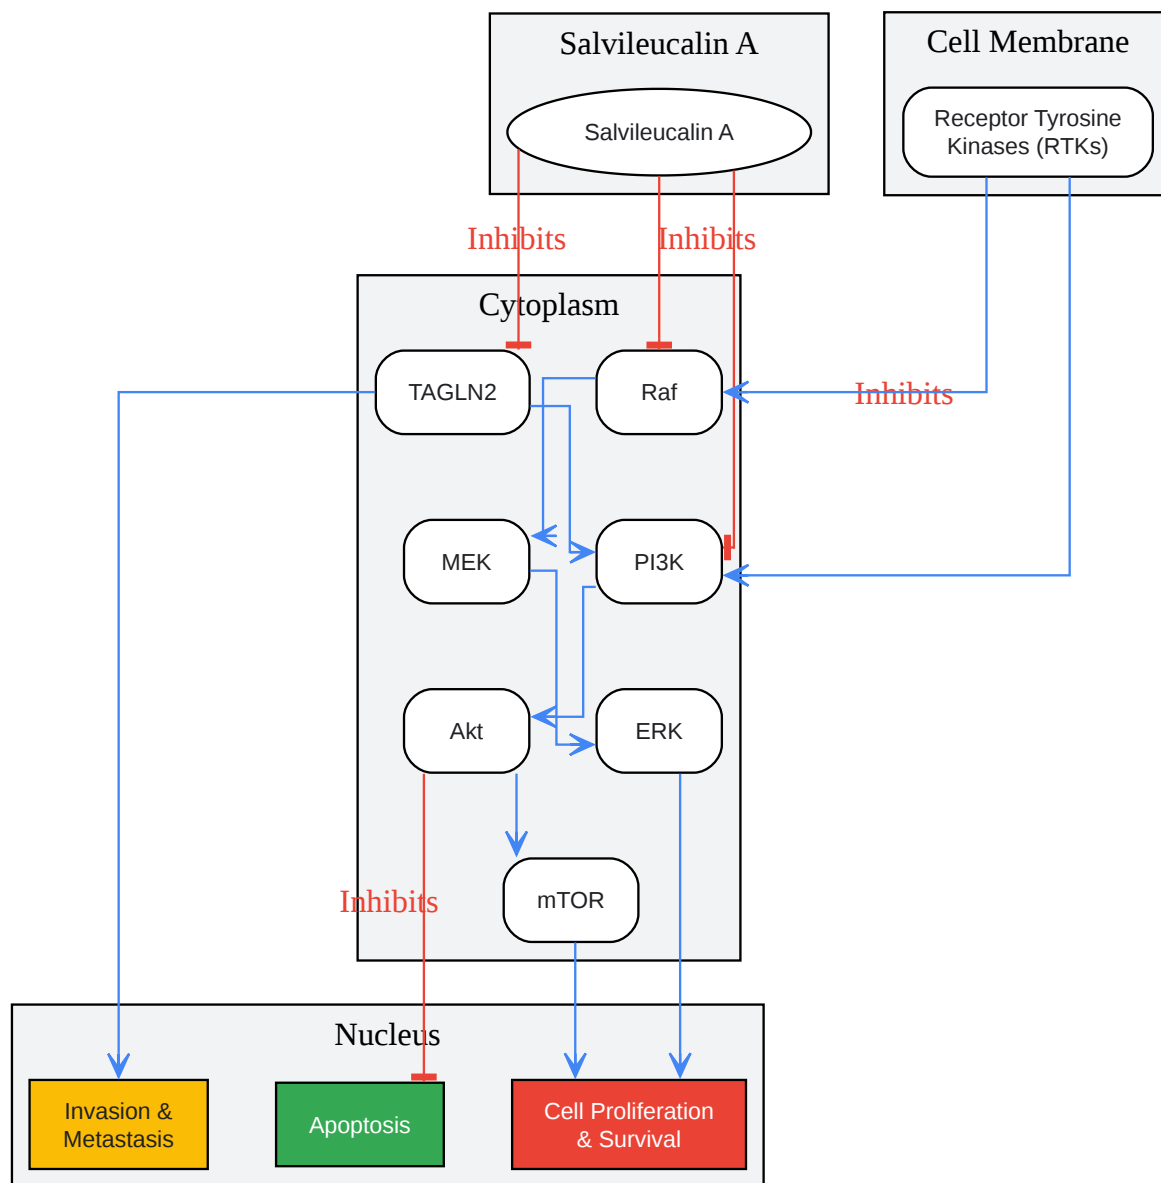 Salvileucalin A
Cell Membrane
Salvileucalin A
Receptor Tyrosine
Kinases (RTKs)
Inhibits
Inhibits
Cytoplasm
TAGLN2
Raf
Inhibits
MEK
PI3K
Akt
ERK
mTOR
Inhibits
Nucleus
Invasion &
Metastasis
Apoptosis
Cell Proliferation
& Survival